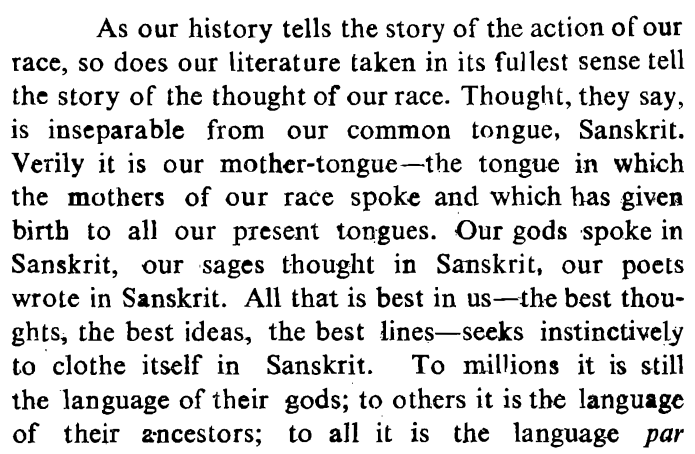 As our history tells the story of the action of our
race, so does our literature taken in its fullest sense tell
the story of the thought of our race. Thought, they say,
is inseparable from our common tongue, Sanskrit.
Verily it is our mother-tongue—the tongue in which
the mothers of our race spoke and which has given
birth to all our present tongues. Our gods spoke in
Sanskrit, our sages thought in Sanskrit, our poets
wrote in Sanskrit. All that is best in us—the best thou-
ghts, the best ideas, the best lines—seeks instinctively
to clothe itself in Sanskrit. To millions it is still
the language of their gods; to others it is the language
of their ancestors; to all it is the language par